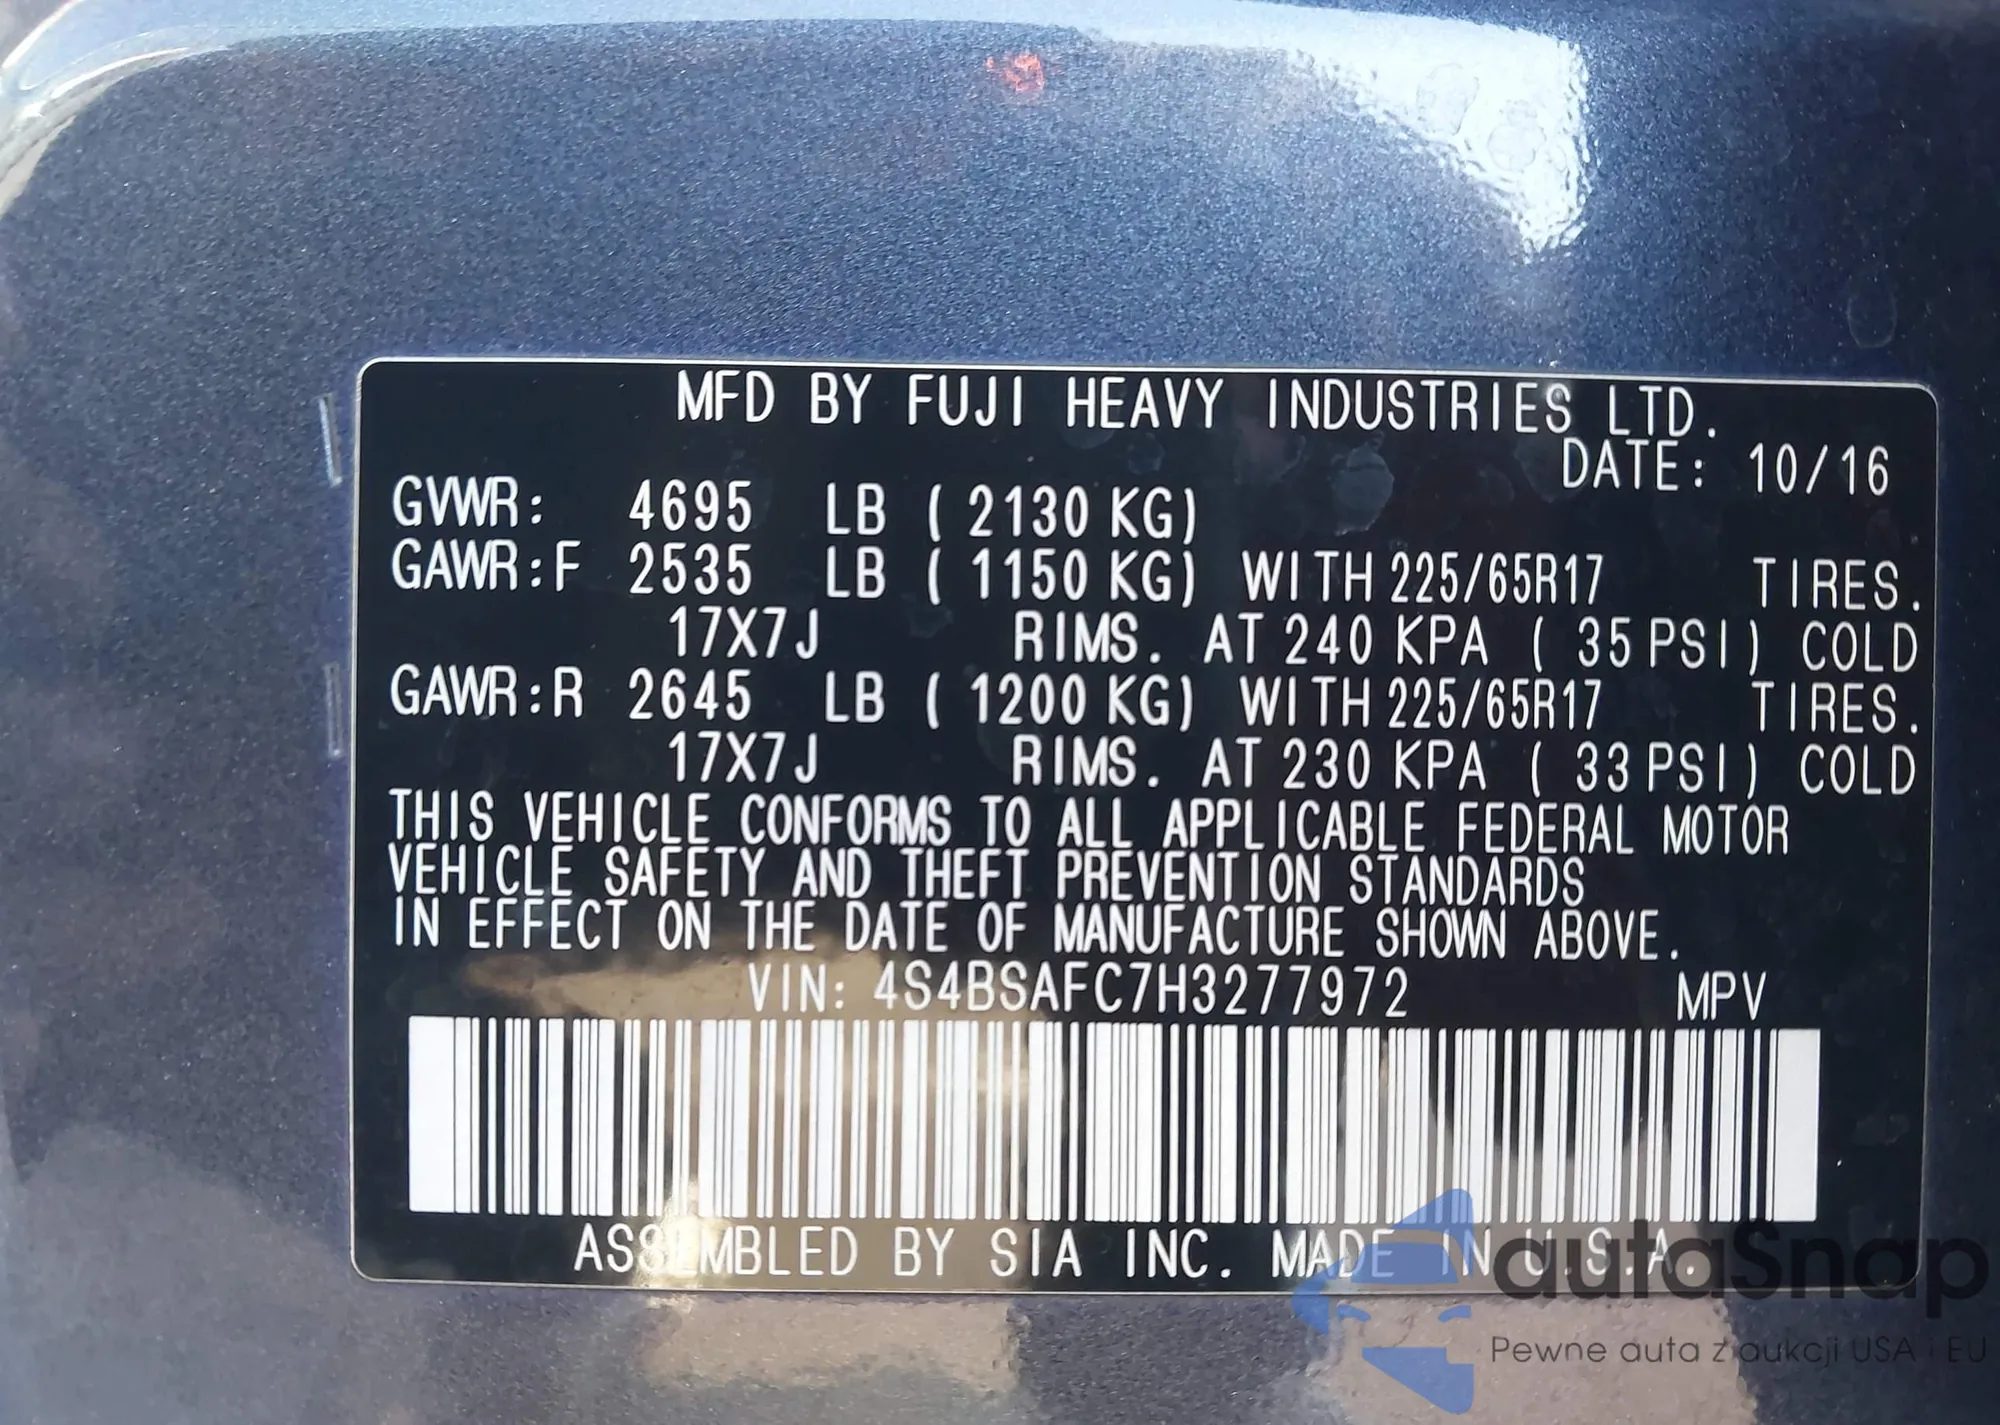 MFD BY FUJI HEAVY INDUSTRIES LTD.
DATE: 10/16
GVWR: 4695 LB ( 2130 KG)
GAWR:F 2535 LB ( 1150 KG) WITH 225/65R17 TIRES.
17X7J RIMS. AT 240 KPA ( 35 PSI) COLD
GAWR:R 2645 LB ( 1200 KG) WITH 225/65R17 TIRES.
17X7J RIMS. AT 230 KPA ( 33 PSI) COLD
THIS VEHICLE CONFORMS TO ALL APPLICABLE FEDERAL MOTOR
VEHICLE SAFETY AND THEFT PREVENTION STANDARDS
IN EFFECT ON THE DATE OF MANUFACTURE SHOWN ABOVE.
VIN: 4S4BSAFC7H3277972 MPV
ASSEMBLED BY SIA INC. MADE IN U.S.A.
autaSnap
Pewne auta z aukcji USA i EU